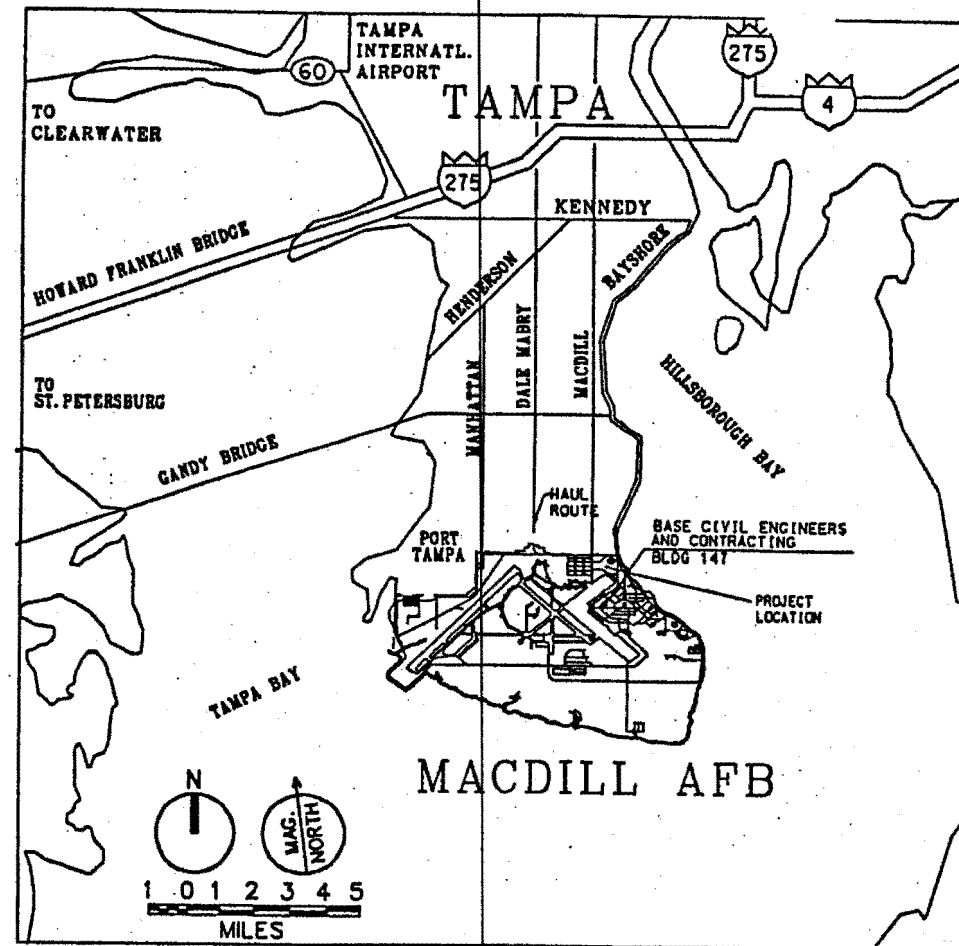 TAMPA
INTERNATL.
AIRPORT
60
275
4
TO
CLEARWATER
TAMPA
275
KENNEDY
HOWARD FRANKLIN BRIDGE
HENDERSON
BAYSHORE
MANHATTAN
DALE MABRY
MACDILL
TO
ST. PETERSBURG
HILLSBOROUGH BAY
GANDY BRIDGE
HAUL
ROUTE
PORT
TAMPA
BASE CIVIL ENGINEERS
AND CONTRACTING
BLDG 147
PROJECT
LOCATION
TAMPA BAY
MACDILL AFB
N
MAG.
NORTH
1 0 1 2 3 4 5
MILES